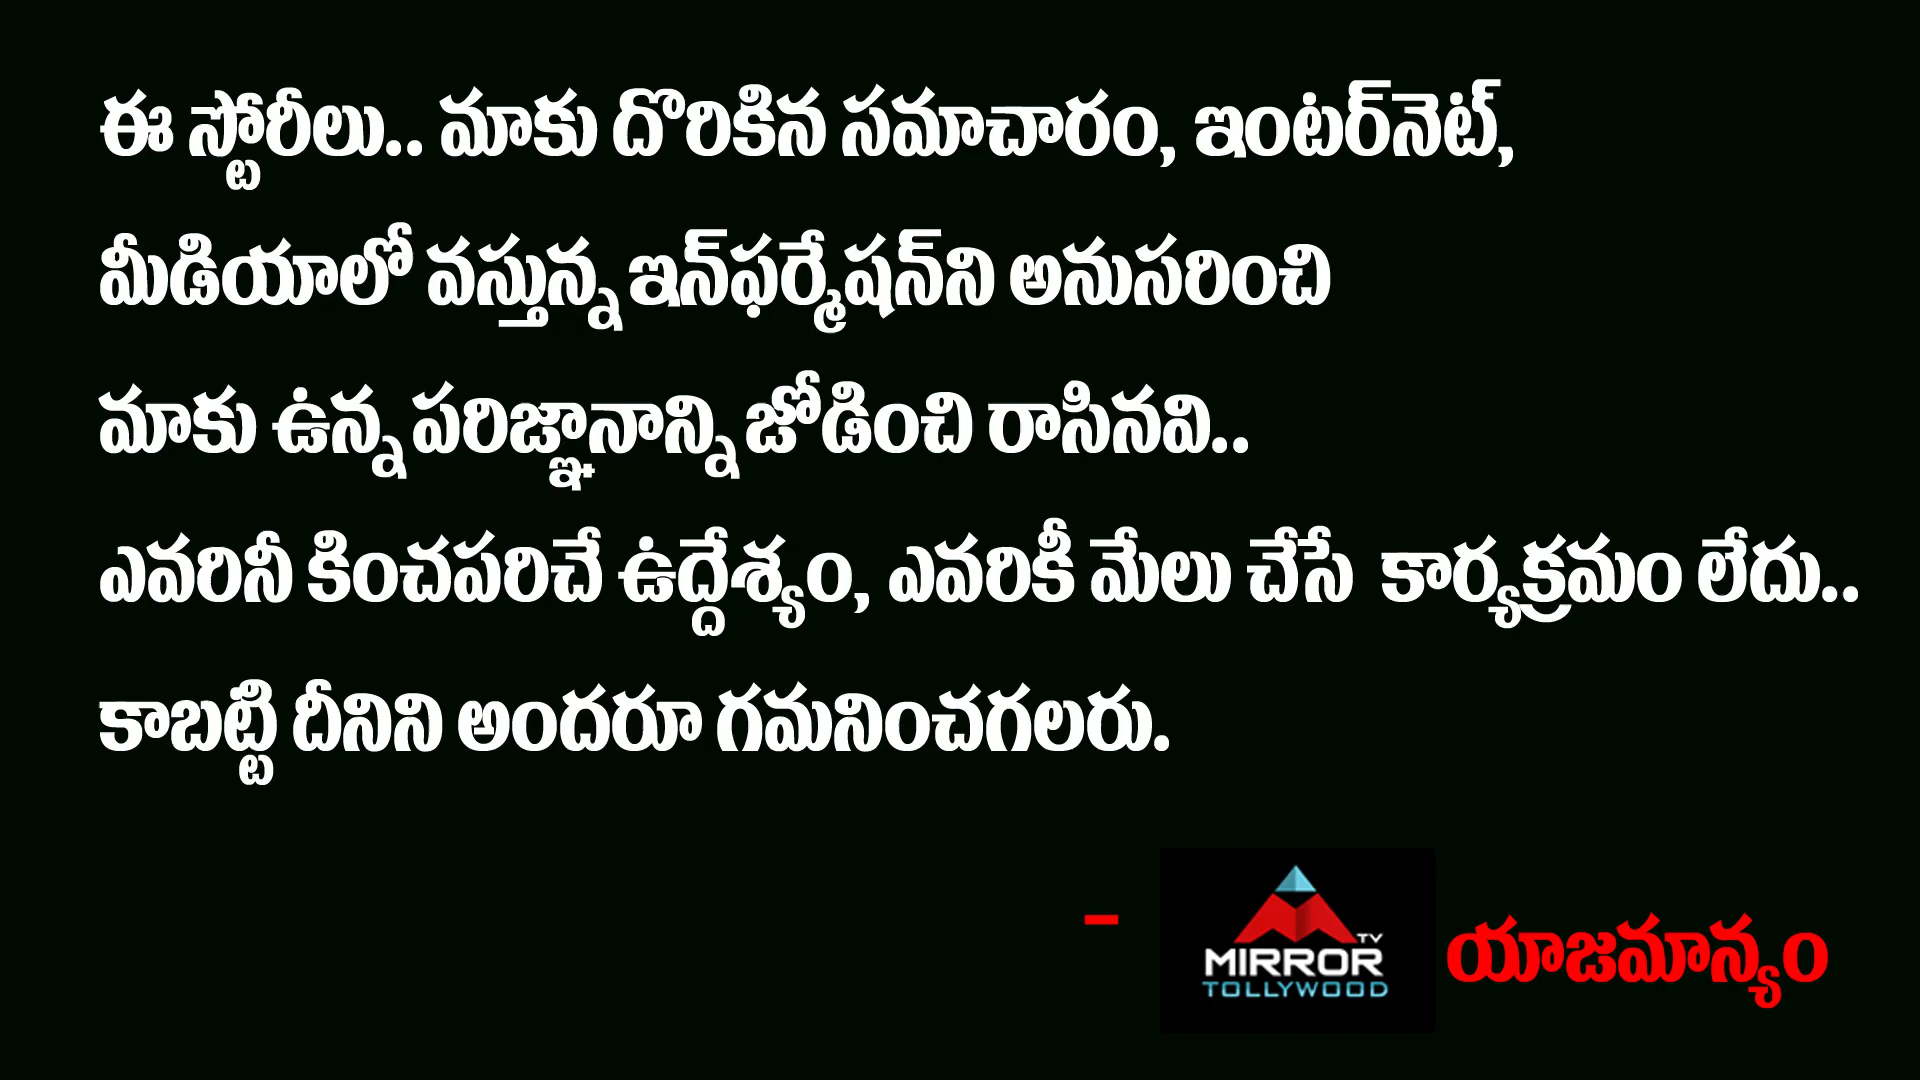 ఈ స్టోరీలు.. మాకు దొరికిన సమాచారం, ఇంటర్‌నెట్,
మీడియాలో వస్తున్న ఇన్‌ఫర్మేషన్‌ని అనుసరించి
మాకు ఉన్న పరిజ్ఞానాన్ని జోడించి రాసినవి..
ఎవరినీ కించపరిచే ఉద్దేశ్యం, ఎవరికీ మేలు చేసే కార్యక్రమం లేదు..
కాబట్టి దీనిని అందరూ గమనించగలరు.
- MIRROR TV TOLLYWOOD యాజమాన్యం